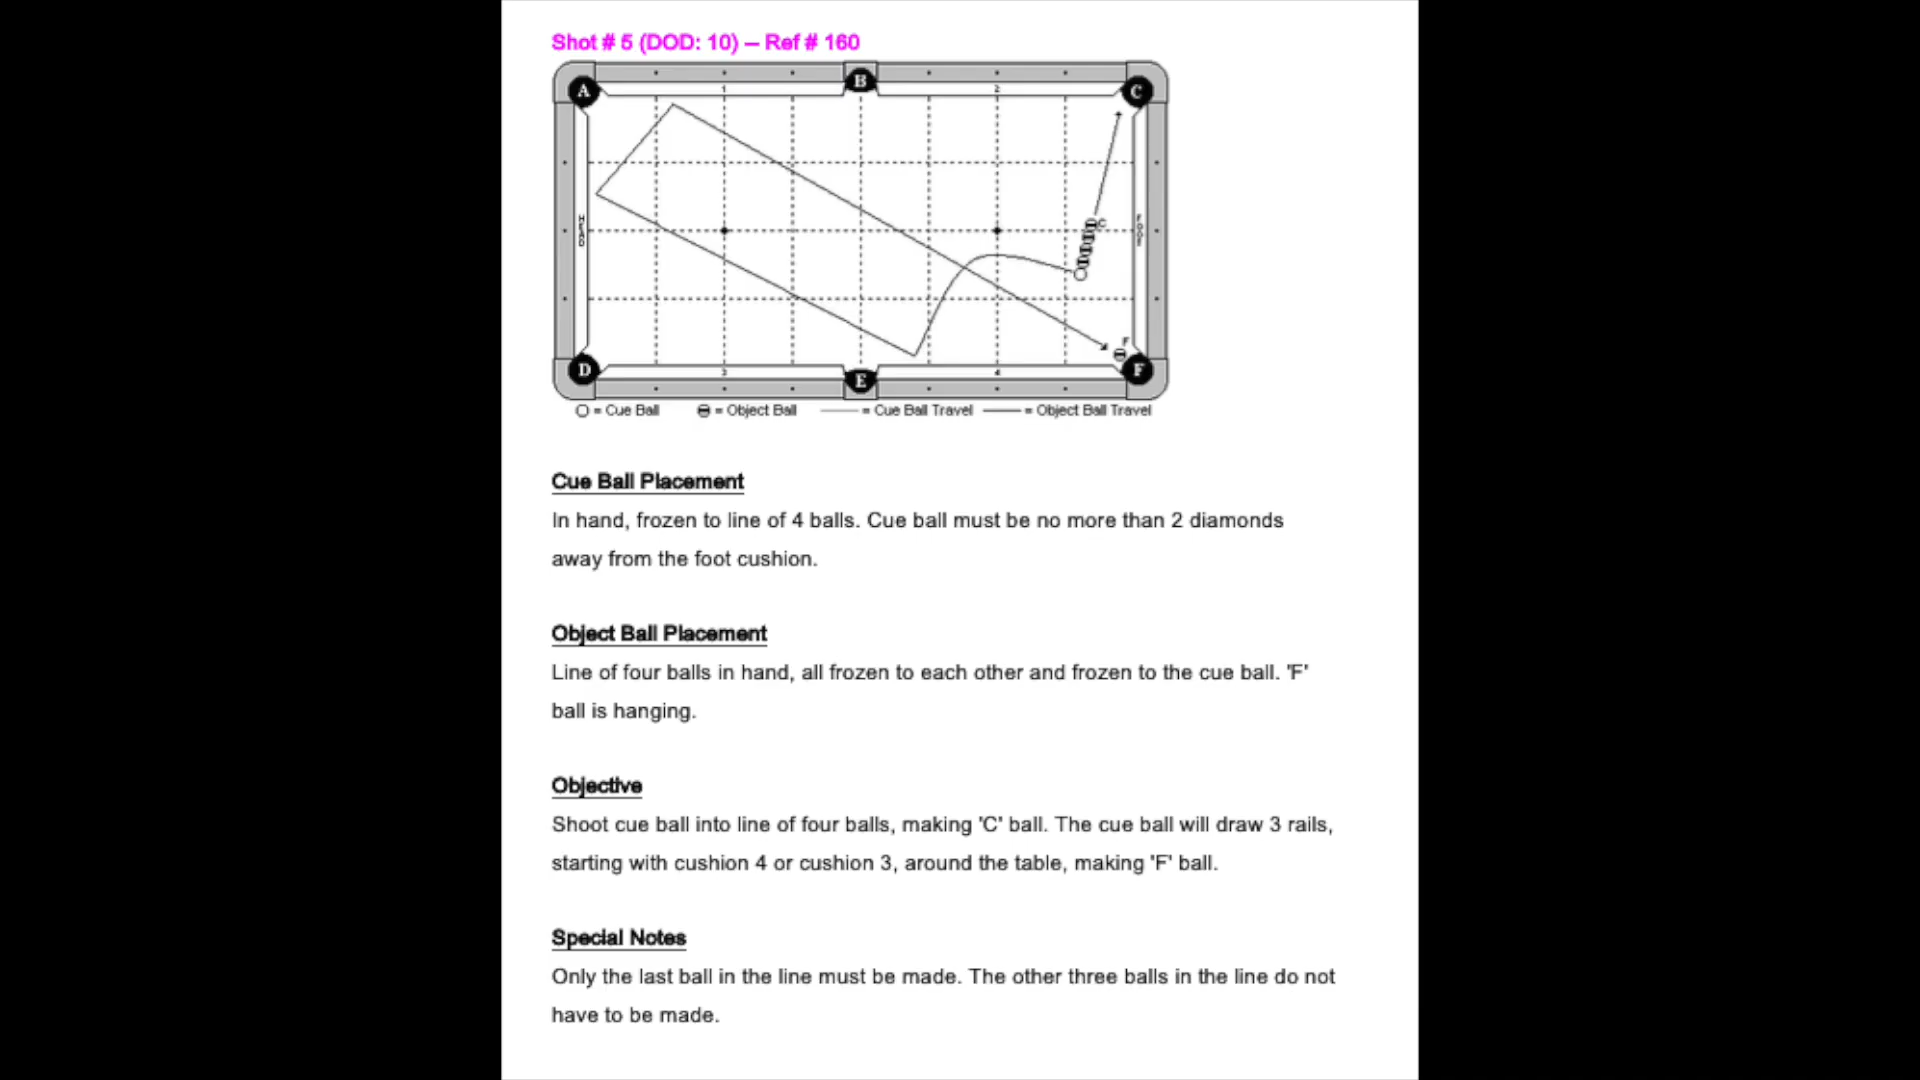 Shot # 5 (DOD: 10) – Ref # 160
A
B
C
1
2
HEAD
C
FOOT
F
D
3
E
4
F
= Cue Ball
= Object Ball
= Cue Ball Travel
= Object Ball Travel
Cue Ball Placement
In hand, frozen to line of 4 balls. Cue ball must be no more than 2 diamonds
away from the foot cushion.
Object Ball Placement
Line of four balls in hand, all frozen to each other and frozen to the cue ball. 'F'
ball is hanging.
Objective
Shoot cue ball into line of four balls, making 'C' ball. The cue ball will draw 3 rails,
starting with cushion 4 or cushion 3, around the table, making 'F' ball.
Special Notes
Only the last ball in the line must be made. The other three balls in the line do not
have to be made.